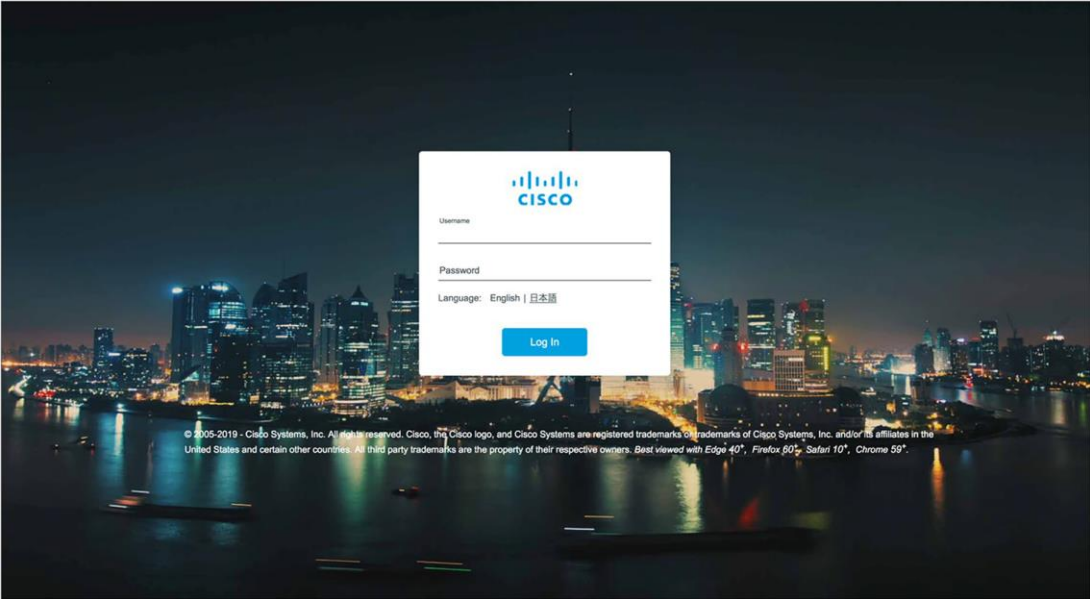 CISCO
Username
Password
Language: English | 日本語
Log In
© 2005-2019 - Cisco Systems, Inc. All rights reserved. Cisco, the Cisco logo, and Cisco Systems are registered trademarks or trademarks of Cisco Systems, Inc. and/or its affiliates in the
United States and certain other countries. All third party trademarks are the property of their respective owners. Best viewed with Edge 40+, Firefox 60+, Safari 10+, Chrome 59+.